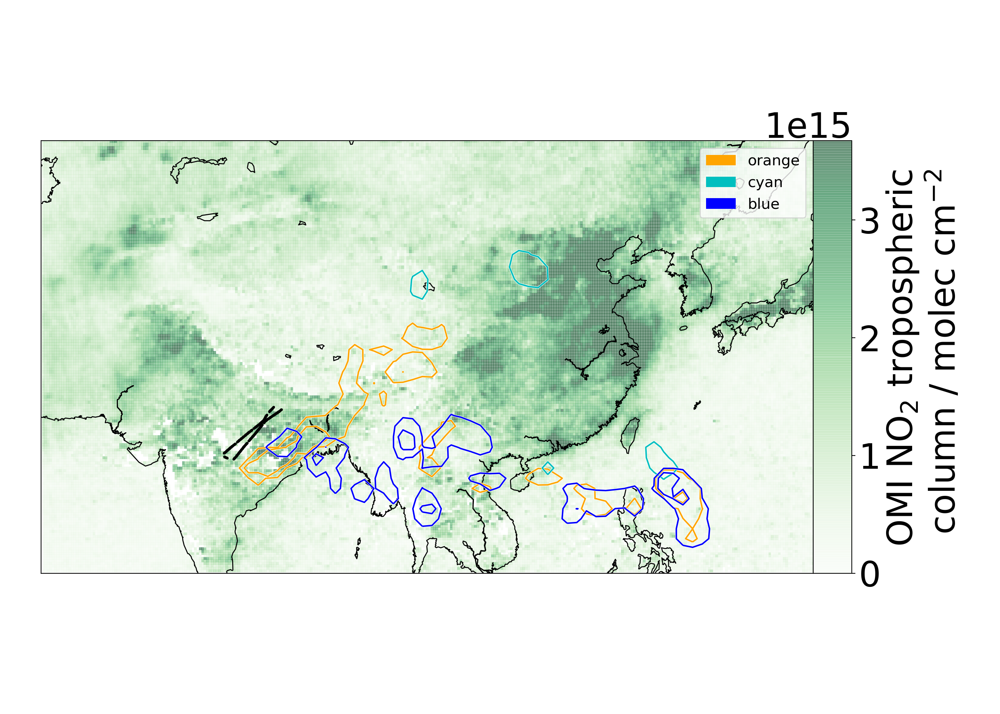 1e15
orange
cyan
blue
3
2
1
0
OMI NO₂ tropospheric
column / molec cm⁻²